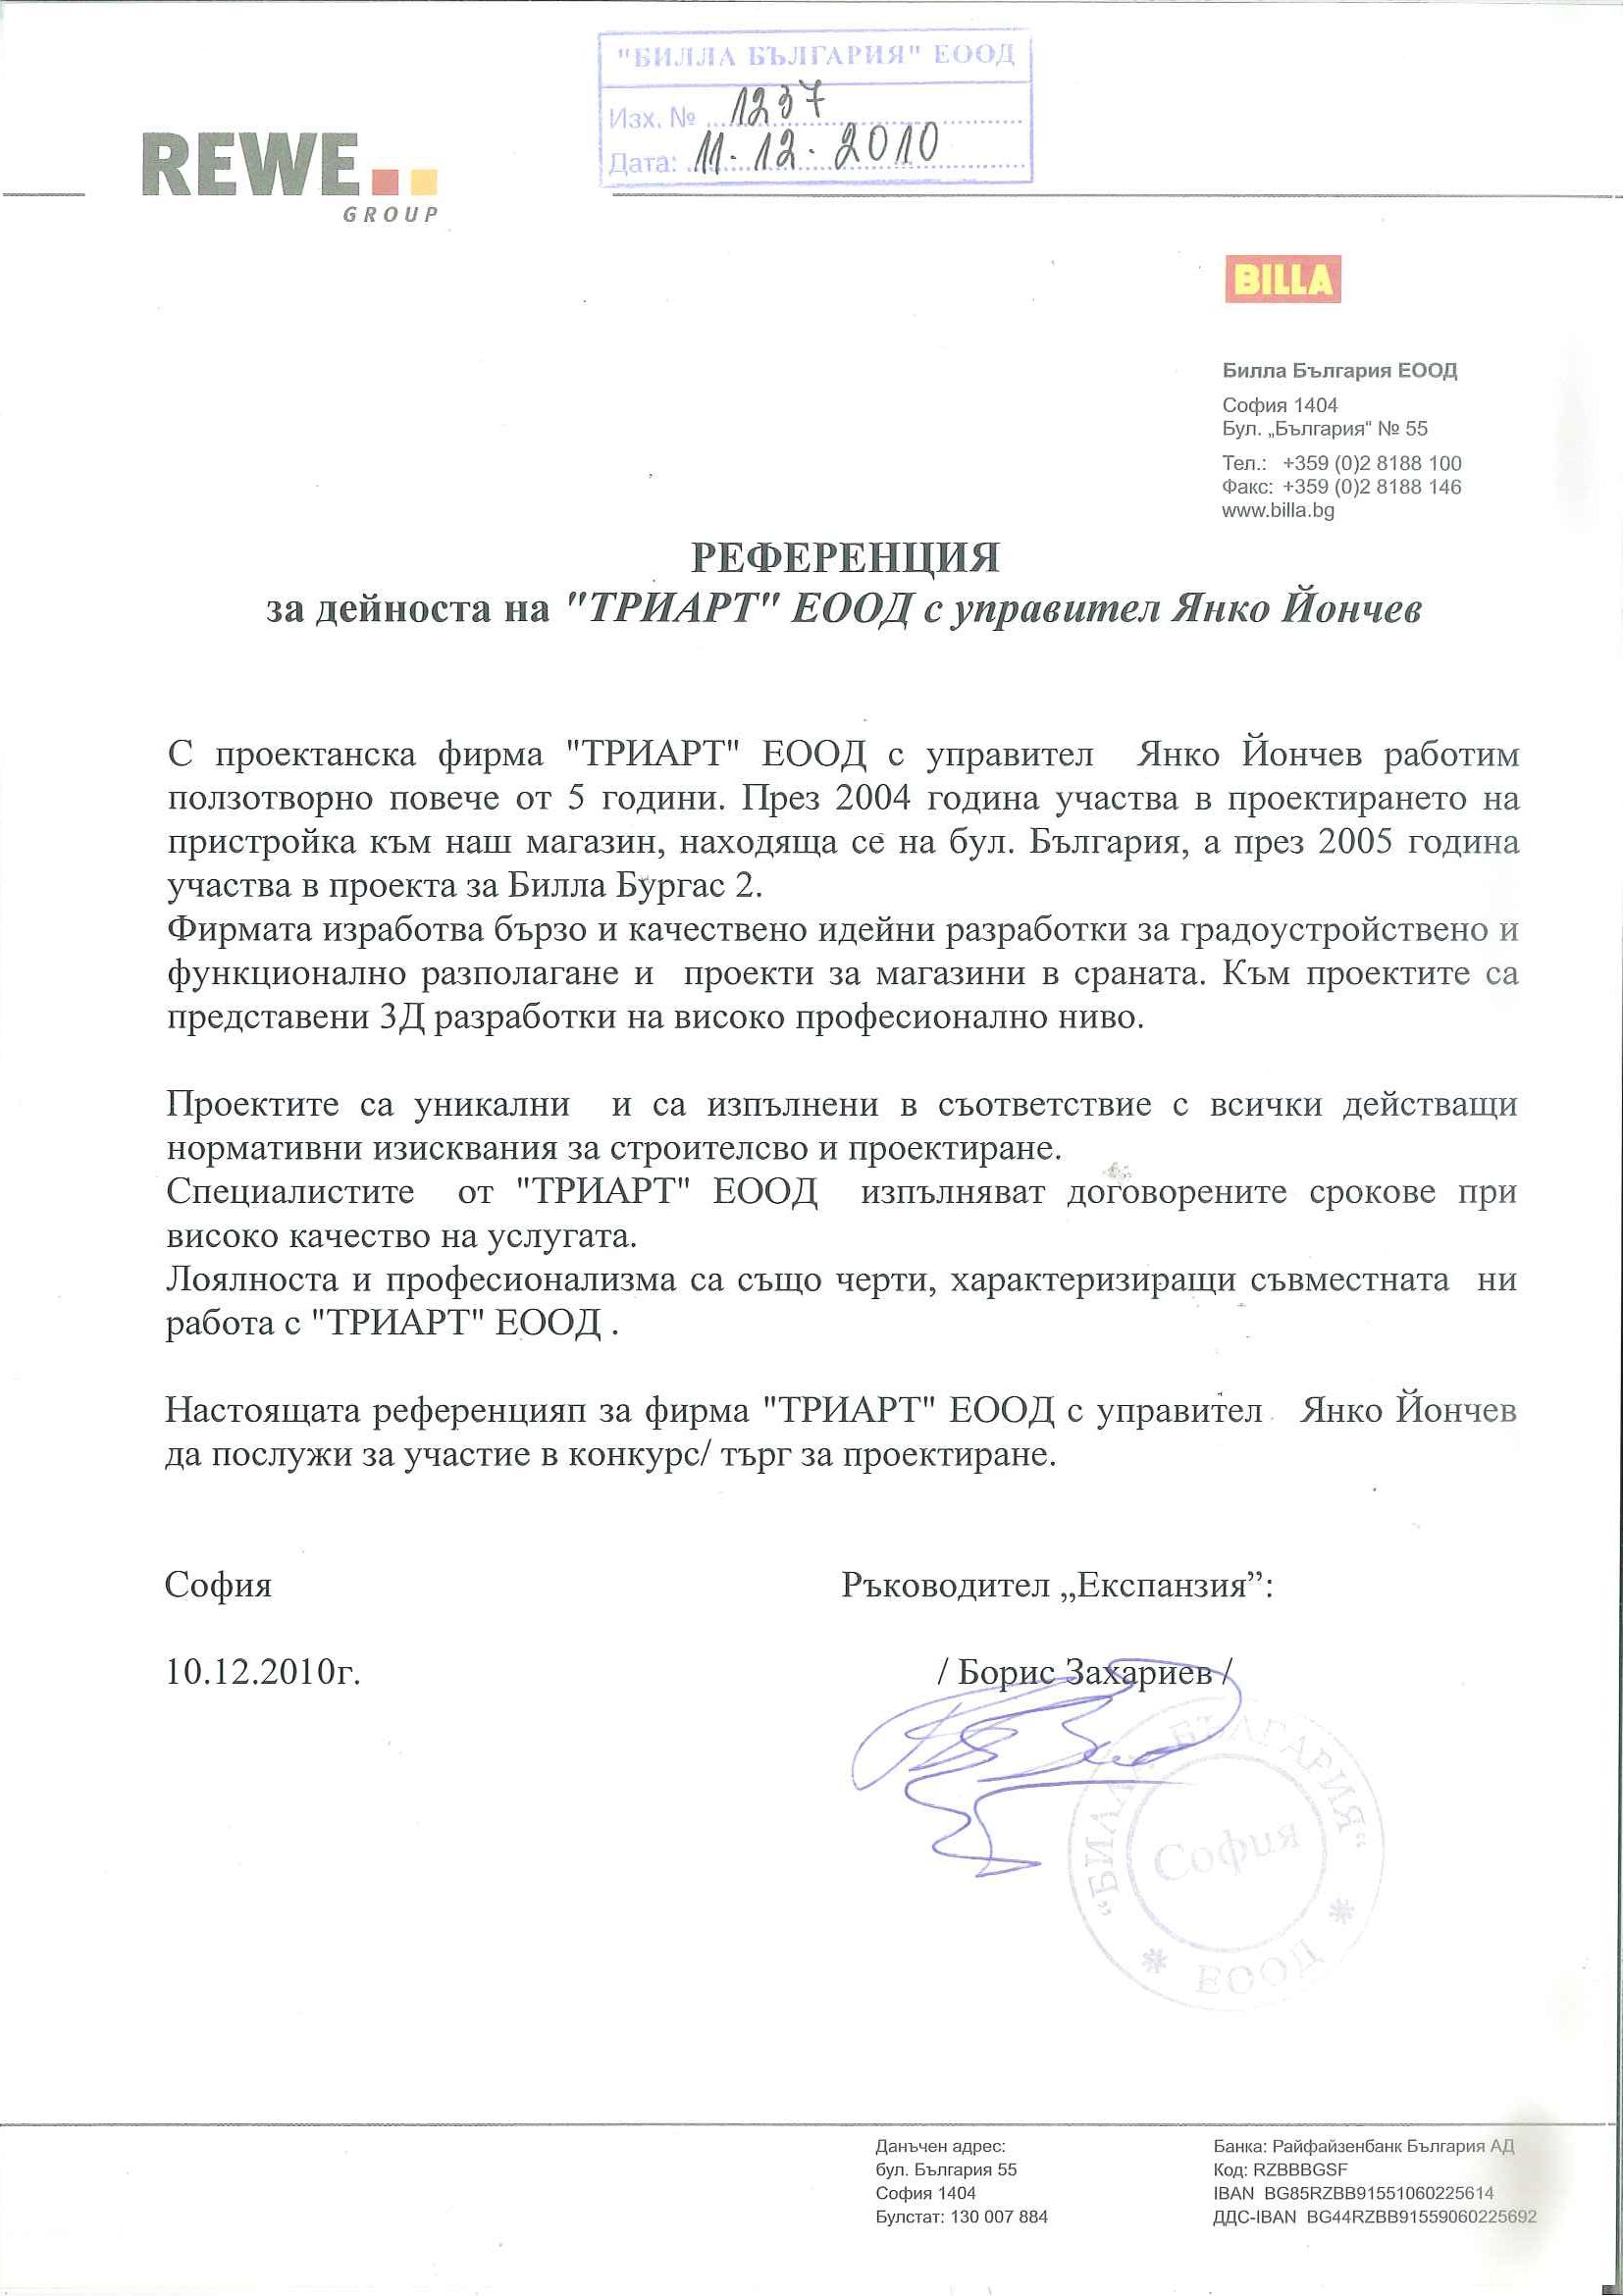 "БИЛЛА БЪЛГАРИЯ" ЕООД
Изх. № 1237
Дата: 11.12.2010
REWE
GROUP
BILLA
Билла България ЕООД
София 1404
Бул. „България“ № 55
Тел.: +359 (0)2 8188 100
Факс: +359 (0)2 8188 146
www.billa.bg
РЕФЕРЕНЦИЯ
за дейноста на "ТРИАРТ" ЕООД с управител Янко Йончев
С проектанска фирма "ТРИАРТ" ЕООД с управител Янко Йончев работим
ползотворно повече от 5 години. През 2004 година участва в проектирането на
пристройка към наш магазин, находяща се на бул. България, а през 2005 година
участва в проекта за Билла Бургас 2.
Фирмата изработва бързо и качествено идейни разработки за градоустройствено и
функционално разполагане и проекти за магазини в сраната. Към проектите са
представени 3Д разработки на високо професионално ниво.
Проектите са уникални и са изпълнени в съответствие с всички действащи
нормативни изисквания за строителсво и проектиране.
Специалистите от "ТРИАРТ" ЕООД изпълняват договорените срокове при
високо качество на услугата.
Лоялноста и професионализма са също черти, характеризиращи съвместната ни
работа с "ТРИАРТ" ЕООД .
Настоящата референцияп за фирма "ТРИАРТ" ЕООД с управител Янко Йончев
да послужи за участие в конкурс/ търг за проектиране.
София
Ръководител „Експанзия”:
10.12.2010г.
/ Борис Захариев /
"БИЛЛА БЪЛГАРИЯ"
София
* ЕООД *
Данъчен адрес:
бул. България 55
София 1404
Булстат: 130 007 884
Банка: Райфайзенбанк България АД
Код: RZBBBGSF
IBAN BG85RZBB91551060225614
ДДС-IBAN BG44RZBB91559060225692